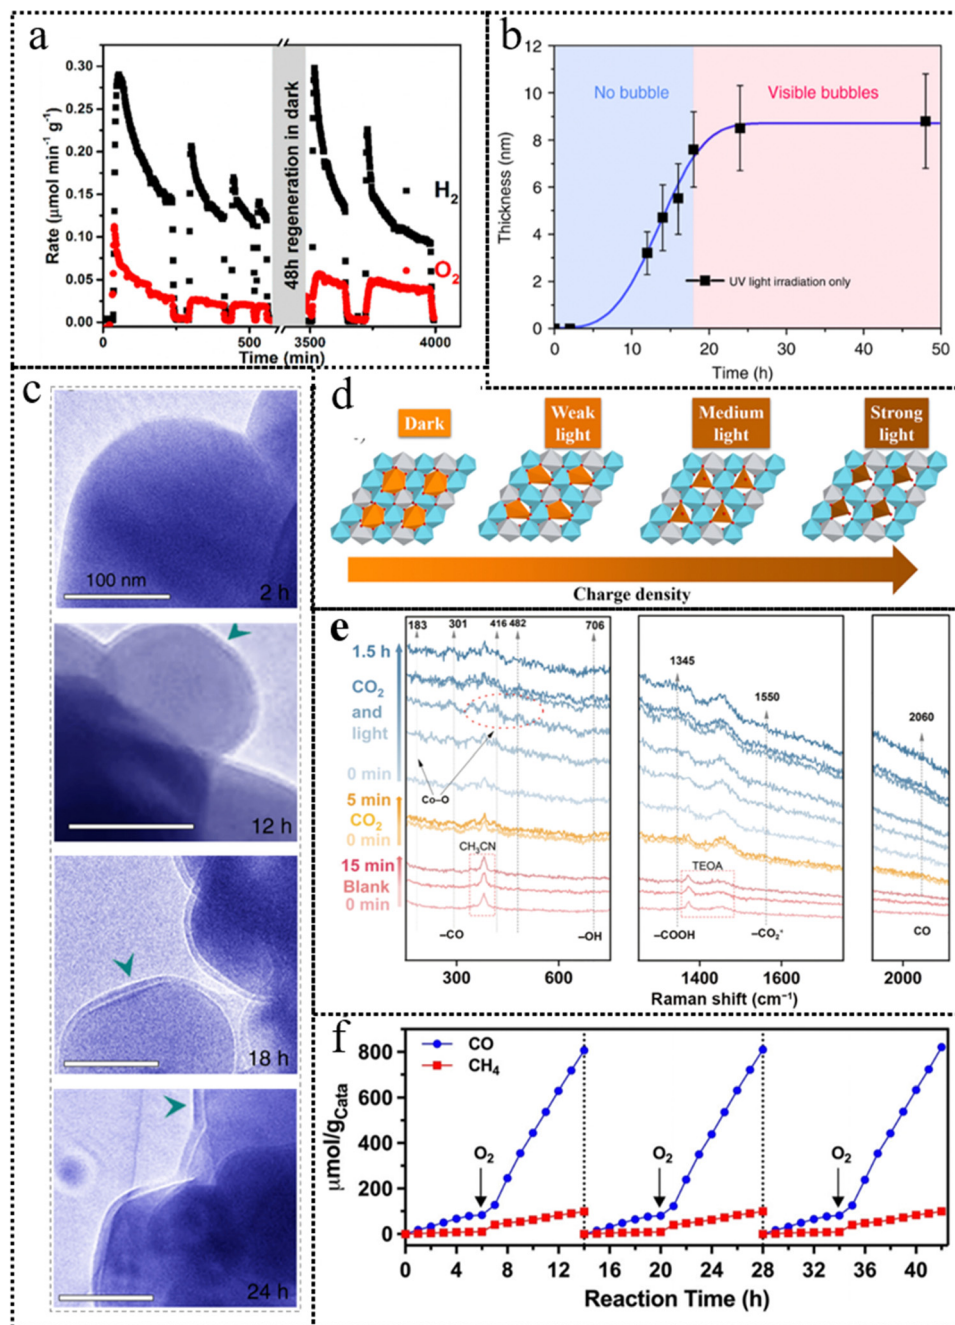 a
0.30
0.25
0.20
0.15
0.10
0.05
0.00
Rate (μmol min⁻¹ g⁻¹)
48h regeneration in dark
H₂
O₂
0
500
3500
4000
Time (min)
b
12
10
8
6
4
2
0
Thickness (nm)
No bubble
Visible bubbles
UV light irradiation only
0
10
20
30
40
50
Time (h)
c
100 nm
2 h
12 h
18 h
24 h
d
Dark
Weak
light
Medium
light
Strong
light
Charge density
e
183
301
416
482
706
1.5 h
CO₂
and
light
0 min
5 min
CO₂
0 min
15 min
Blank
0 min
Co–O
CH₃CN
–CO
–OH
1345
1550
TEOA
–COOH
–CO₂*
2060
CO
300
600
1400
1600
2000
Raman shift (cm⁻¹)
f
CO
CH₄
800
600
400
200
0
μmol/gCata
O₂
O₂
O₂
0
4
8
12
16
20
24
28
32
36
40
Reaction Time (h)